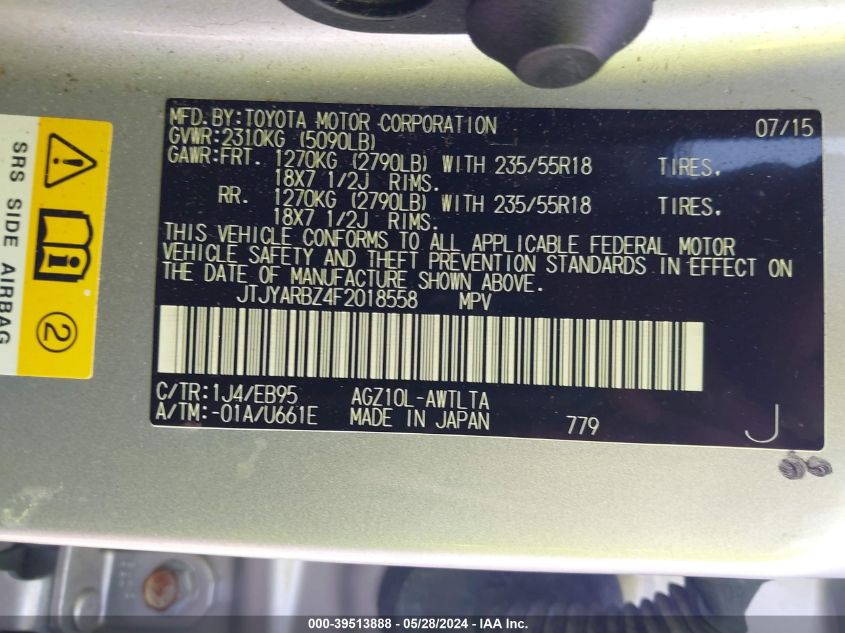 MFD.BY:TOYOTA MOTOR CORPORATION 07/15
GVWR:2310KG (5090LB)
GAWR:FRT. 1270KG (2790LB) WITH 235/55R18 TIRES,
18X7 1/2J RIMS.
RR. 1270KG (2790LB) WITH 235/55R18 TIRES,
18X7 1/2J RIMS.
THIS VEHICLE CONFORMS TO ALL APPLICABLE FEDERAL MOTOR
VEHICLE SAFETY AND THEFT PREVENTION STANDARDS IN EFFECT ON
THE DATE OF MANUFACTURE SHOWN ABOVE.
JTJYARBZ4F2018558 MPV
C/TR:1J4/EB95 AGZ10L-AWTLTA
A/TM:-01A/U661E MADE IN JAPAN 779 J
SRS SIDE AIRBAG
2
000-39513888 / 05/28/2024 — IAA Inc.